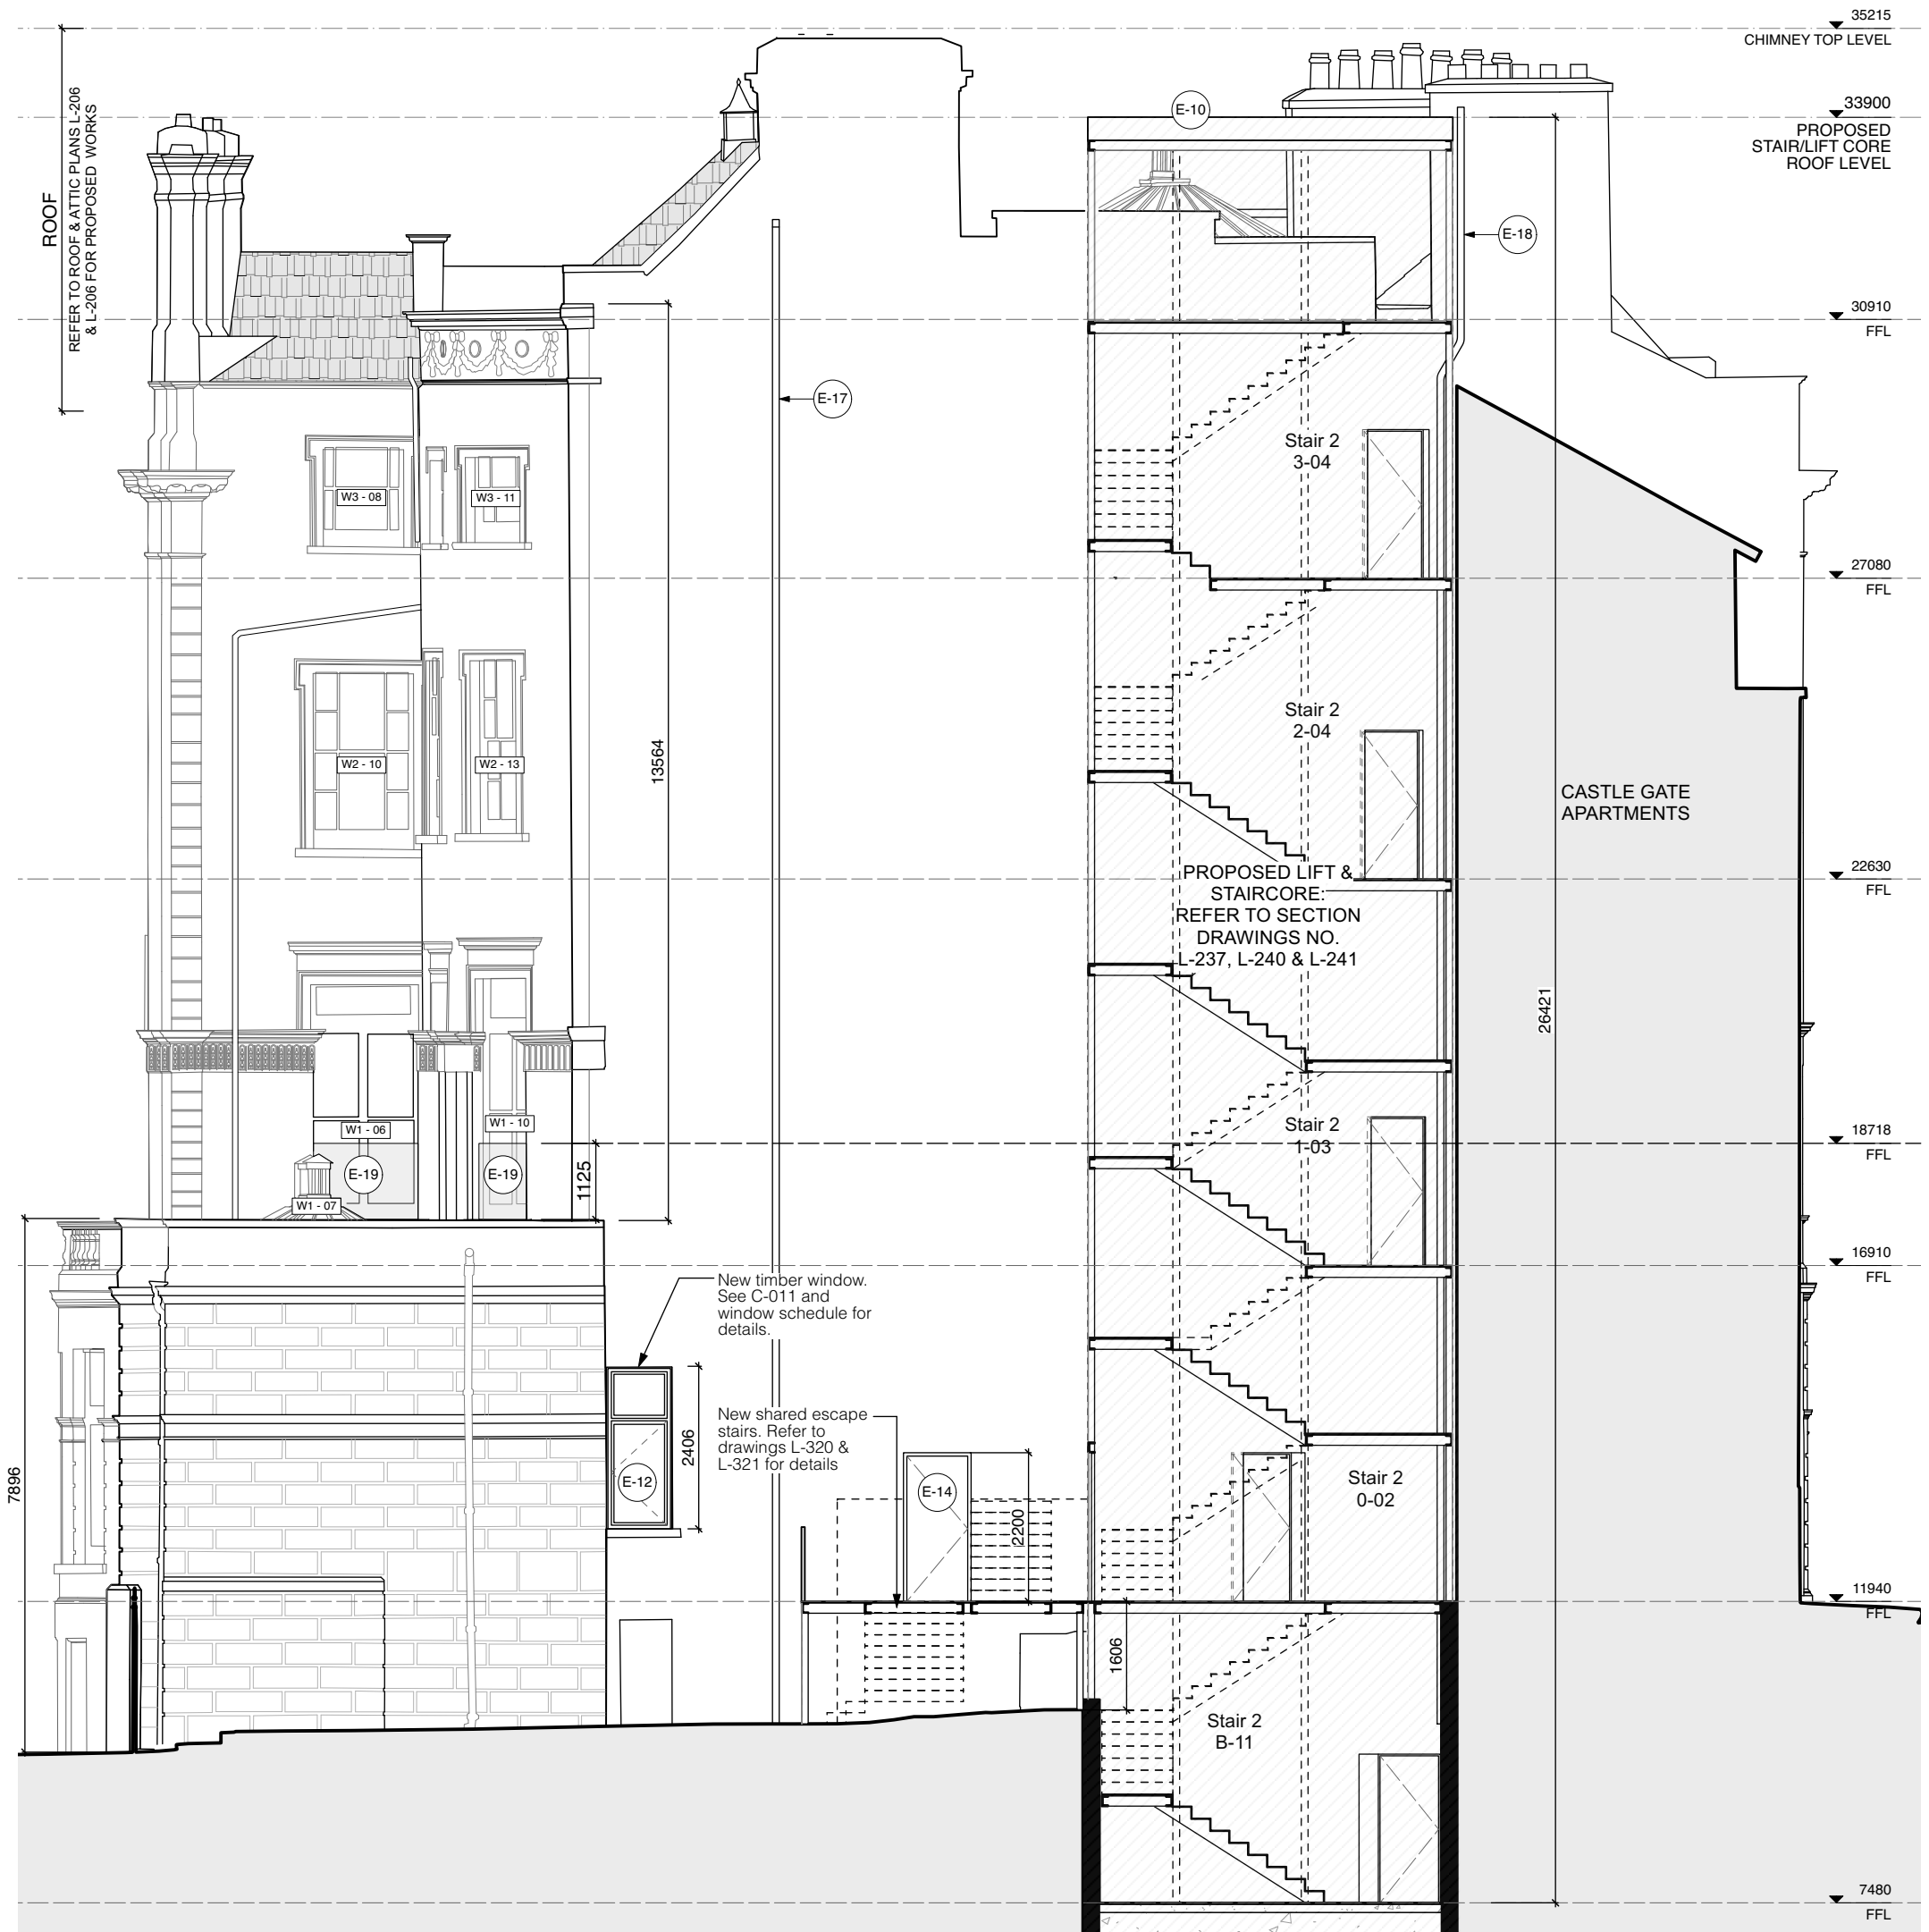 35215
CHIMNEY TOP LEVEL
33900
PROPOSED
STAIR/LIFT CORE
ROOF LEVEL
ROOF
REFER TO ROOF & ATTIC PLANS L-206
& L-206 FOR PROPOSED WORKS
E-10
E-18
30910
FFL
E-17
Stair 2
3-04
W3 - 08
W3 - 11
27080
FFL
Stair 2
2-04
W2 - 10
W2 - 13
13564
CASTLE GATE
APARTMENTS
22630
FFL
PROPOSED LIFT &
STAIRCORE:
REFER TO SECTION
DRAWINGS NO.
L-237, L-240 & L-241
26421
W1 - 10
W1 - 06
Stair 2
1-03
18718
FFL
E-19
E-19
1125
W1 - 07
16910
FFL
New timber window.
See C-011 and
window schedule for
details.
New shared escape
stairs. Refer to
drawings L-320 &
L-321 for details
2406
7896
E-12
E-14
2200
Stair 2
0-02
11940
FFL
1606
Stair 2
B-11
7480
FFL